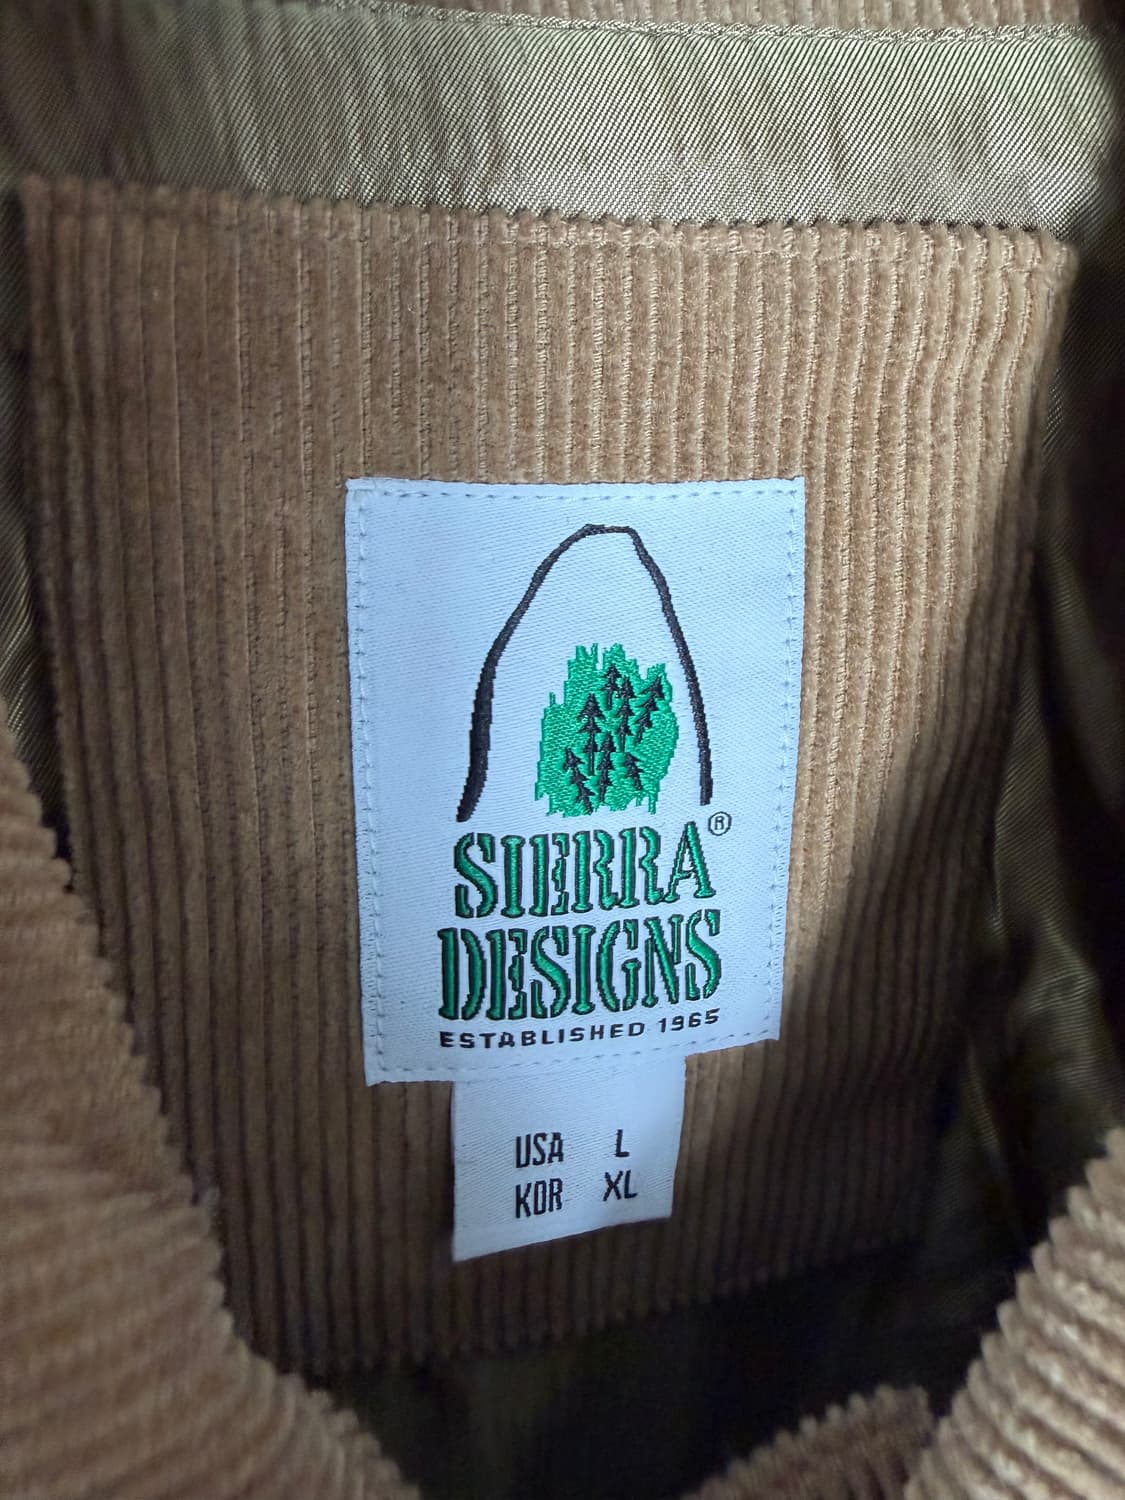 SIERRA®
DESIGNS
ESTABLISHED 1965
USA L
KOR XL